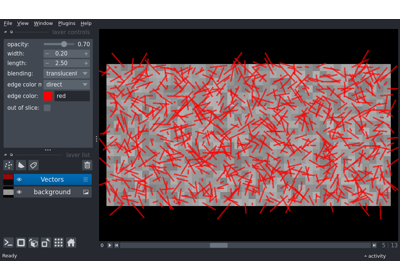 File View Window Plugins Help
layer controls
opacity: 0.70
width: 0.20
length: 2.50
blending: translucent
edge color m direct
edge color: red
out of slice:
layer list
Vectors
background
0 5 13
Ready activity